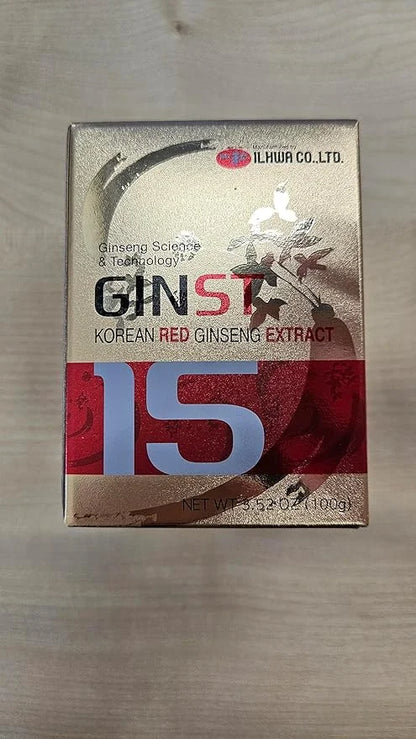 Manufactured by
ILHWA CO.,LTD.
Ginseng Science
& Technology
GINST
KOREAN RED GINSENG EXTRACT
15
NET WT 3.52 OZ (100g)